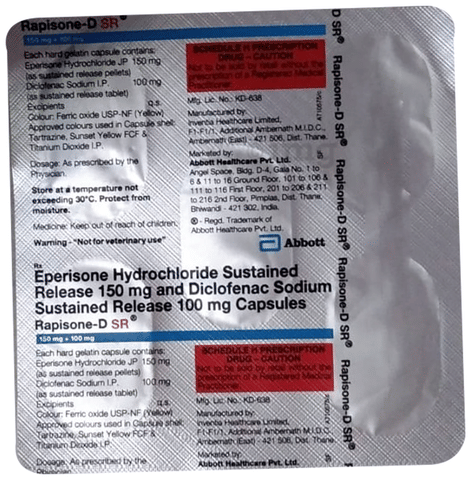 Rapisone-D SR®
150 mg + 100 mg
Each hard gelatin capsule contains:
Eperisone Hydrochloride JP 150 mg
(as sustained release pellets)
Diclofenac Sodium I.P. 100 mg
(as sustained release tablet)
Excipients q.s.
Colour: Ferric oxide USP-NF (Yellow)
Approved colours used in Capsule shell:
Tartrazine, Sunset Yellow FCF &
Titanium Dioxide I.P.
Dosage: As prescribed by the
Physician.
Store at a temperature not
exceeding 30°C. Protect from
moisture.
Medicine: Keep out of reach of children.
Warning - "Not for veterinary use"
SCHEDULE H PRESCRIPTION
DRUG - CAUTION
Not to be sold by retail without the
prescription of a Registered Medical
Practitioner.
Mfg. Lic. No.: KD-638
Manufactured by:
Inventia Healthcare Limited,
F1-F1/1, Additional Ambernath M.I.D.C.,
Ambernath (East) - 421 506, Dist. Thane.
Marketed by:
Abbott Healthcare Pvt. Ltd.
Angel Space, Bldg. D-4, Gala No. 1 to
6 & 11 to 16 Ground Floor, 101 to 106 &
111 to 116 First Floor, 201 to 206 & 211
to 216 2nd Floor, Pimplas, Dist. Thane,
Bhiwandi - 421 302, India.
® - Regd. Trademark of
Abbott Healthcare Pvt. Ltd.
Abbott
Rx
Eperisone Hydrochloride Sustained
Release 150 mg and Diclofenac Sodium
Sustained Release 100 mg Capsules
Rapisone-D SR®
150 mg + 100 mg
Each hard gelatin capsule contains:
Eperisone Hydrochloride JP 150 mg
(as sustained release pellets)
Diclofenac Sodium I.P. 100 mg
(as sustained release tablet)
Excipients q.s.
Colour: Ferric oxide USP-NF (Yellow)
Approved colours used in Capsule shell:
Tartrazine, Sunset Yellow FCF &
Titanium Dioxide I.P.
Dosage: As prescribed by the
Physician.
SCHEDULE H PRESCRIPTION
DRUG - CAUTION
Not to be sold by retail without the
prescription of a Registered Medical
Practitioner.
Mfg. Lic. No.: KD-638
Manufactured by:
Inventia Healthcare Limited,
F1-F1/1, Additional Ambernath M.I.D.C.,
Ambernath (East) - 421 506, Dist. Thane.
Marketed by:
Abbott Healthcare Pvt. Ltd.
D SR®
Rapisone-D SR®
Rapisone-D SR®
Rapisone-D SR®